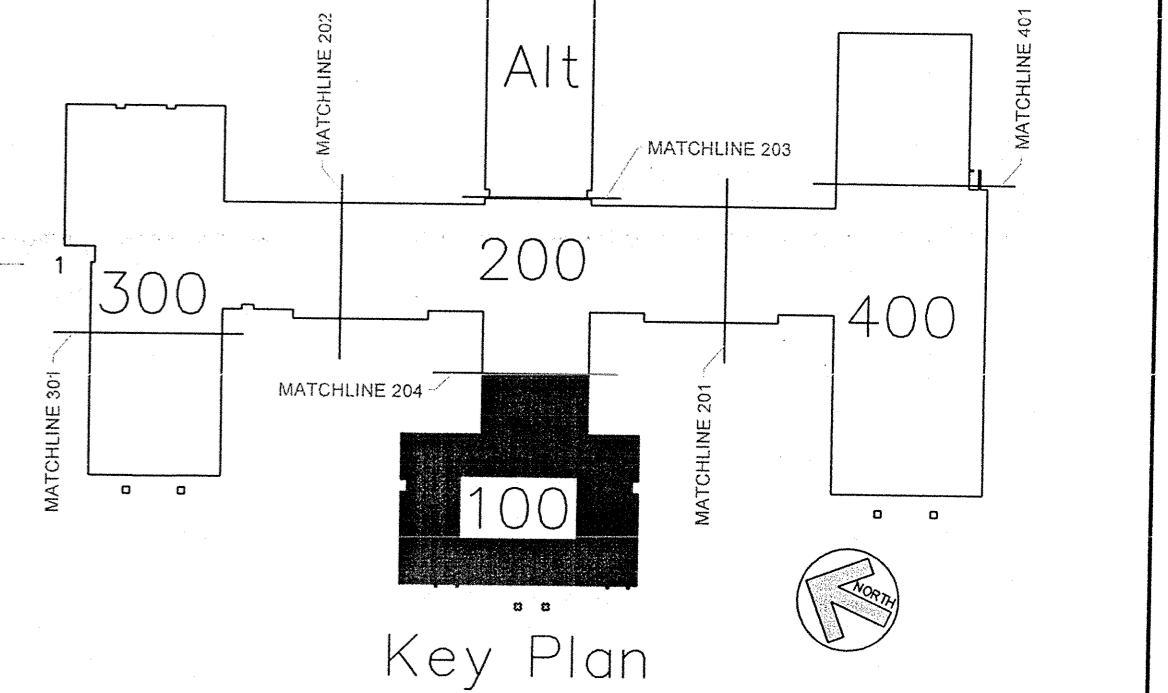 MATCHLINE 202
Alt
MATCHLINE 401
MATCHLINE 203
200
1
300
400
MATCHLINE 204
MATCHLINE 301
MATCHLINE 201
100
NORTH
Key Plan